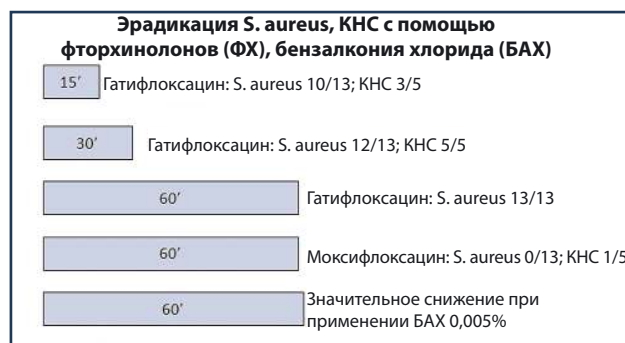 Эрадикация S. aureus, КНС с помощью
фторхинолонов (ФХ), бензалкония хлорида (БАХ)
15′ Гатифлоксацин: S. aureus 10/13; КНС 3/5
30′ Гатифлоксацин: S. aureus 12/13; КНС 5/5
60′ Гатифлоксацин: S. aureus 13/13
60′ Моксифлоксацин: S. aureus 0/13; КНС 1/5
60′ Значительное снижение при
применении БАХ 0,005%